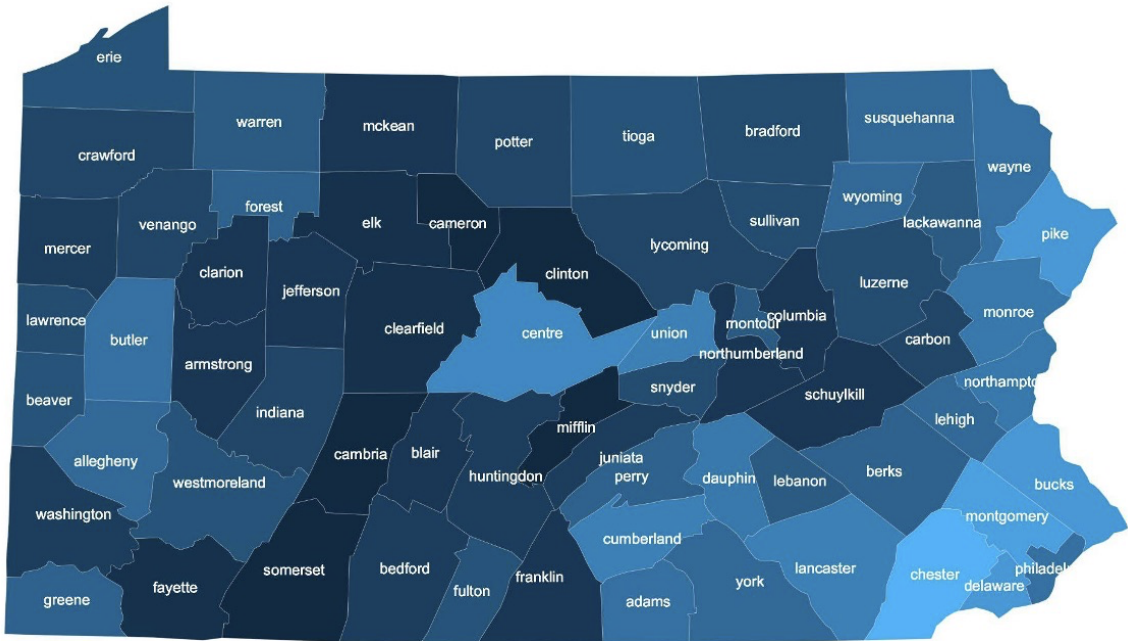 erie
warren
mckean
potter
tioga
bradford
susquehanna
crawford
wayne
venango
forest
elk
cameron
sullivan
wyoming
lackawanna
pike
mercer
clarion
jefferson
clinton
lycoming
luzerne
lawrence
butler
clearfield
centre
union
montour
columbia
monroe
armstrong
northumberland
carbon
beaver
indiana
snyder
schuylkill
northampto
allegheny
mifflin
lehigh
westmoreland
cambria
blair
huntingdon
juniata
perry
dauphin
lebanon
berks
bucks
washington
montgomery
cumberland
somerset
bedford
franklin
lancaster
chester
philadelp
greene
fayette
fulton
adams
york
delaware